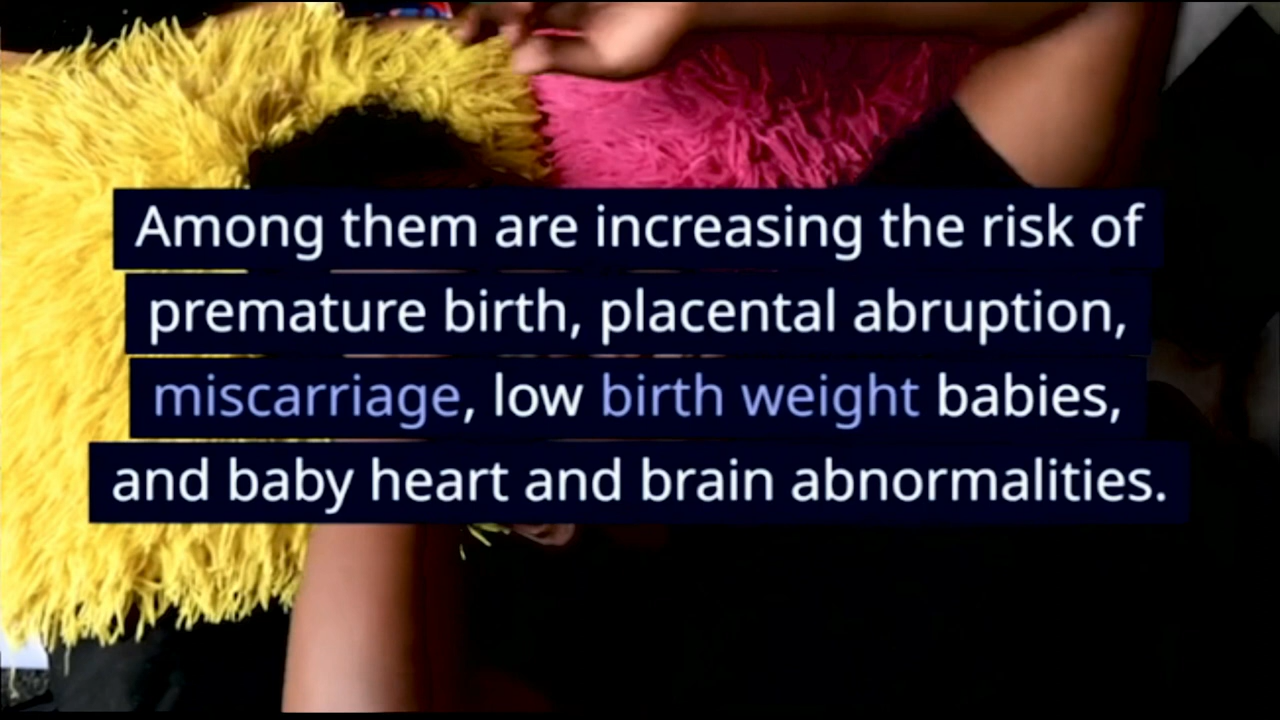 Among them are increasing the risk of
premature birth, placental abruption,
miscarriage, low birth weight babies,
and baby heart and brain abnormalities.